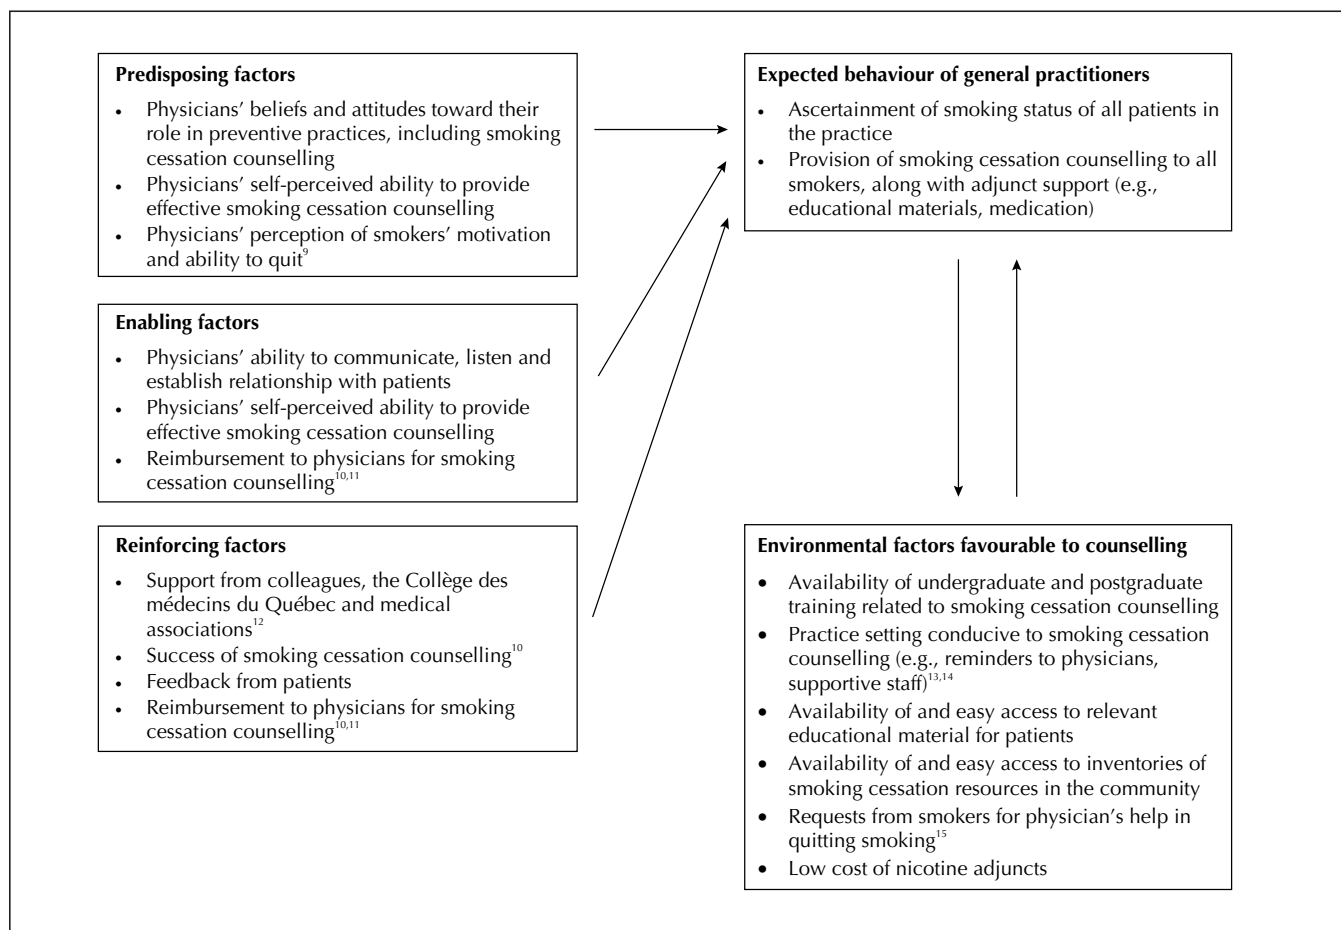 Predisposing factors
• Physicians’ beliefs and attitudes toward their
role in preventive practices, including smoking
cessation counselling
• Physicians’ self-perceived ability to provide
effective smoking cessation counselling
• Physicians’ perception of smokers’ motivation
and ability to quit9
Enabling factors
• Physicians’ ability to communicate, listen and
establish relationship with patients
• Physicians’ self-perceived ability to provide
effective smoking cessation counselling
• Reimbursement to physicians for smoking
cessation counselling10,11
Reinforcing factors
• Support from colleagues, the Collège des
médecins du Québec and medical
associations12
• Success of smoking cessation counselling10
• Feedback from patients
• Reimbursement to physicians for smoking
cessation counselling10,11
Expected behaviour of general practitioners
• Ascertainment of smoking status of all patients in
the practice
• Provision of smoking cessation counselling to all
smokers, along with adjunct support (e.g.,
educational materials, medication)
Environmental factors favourable to counselling
• Availability of undergraduate and postgraduate
training related to smoking cessation counselling
• Practice setting conducive to smoking cessation
counselling (e.g., reminders to physicians,
supportive staff)13,14
• Availability of and easy access to relevant
educational material for patients
• Availability of and easy access to inventories of
smoking cessation resources in the community
• Requests from smokers for physician’s help in
quitting smoking15
• Low cost of nicotine adjuncts